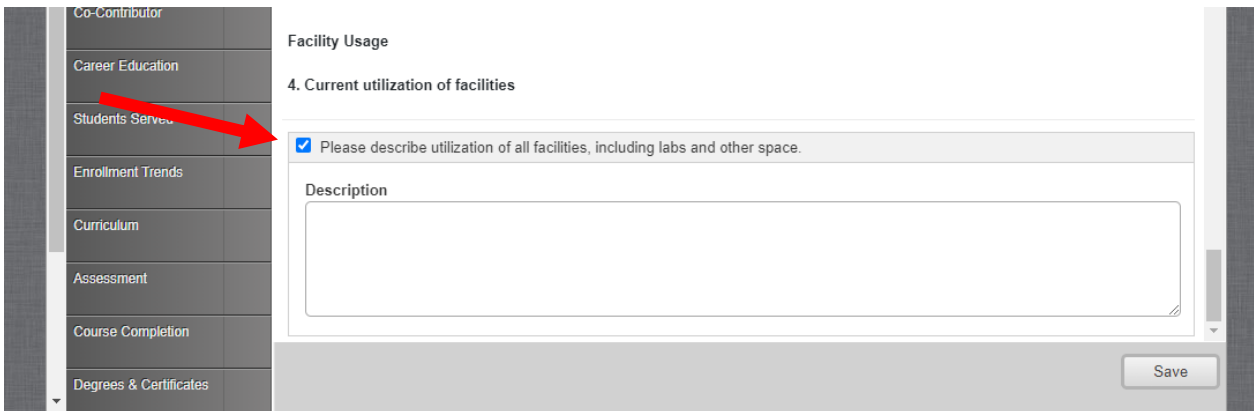 Co-Contributor
Career Education
Students Served
Enrollment Trends
Curriculum
Assessment
Course Completion
Degrees & Certificates
Facility Usage
4. Current utilization of facilities
Please describe utilization of all facilities, including labs and other space.
Description
Save